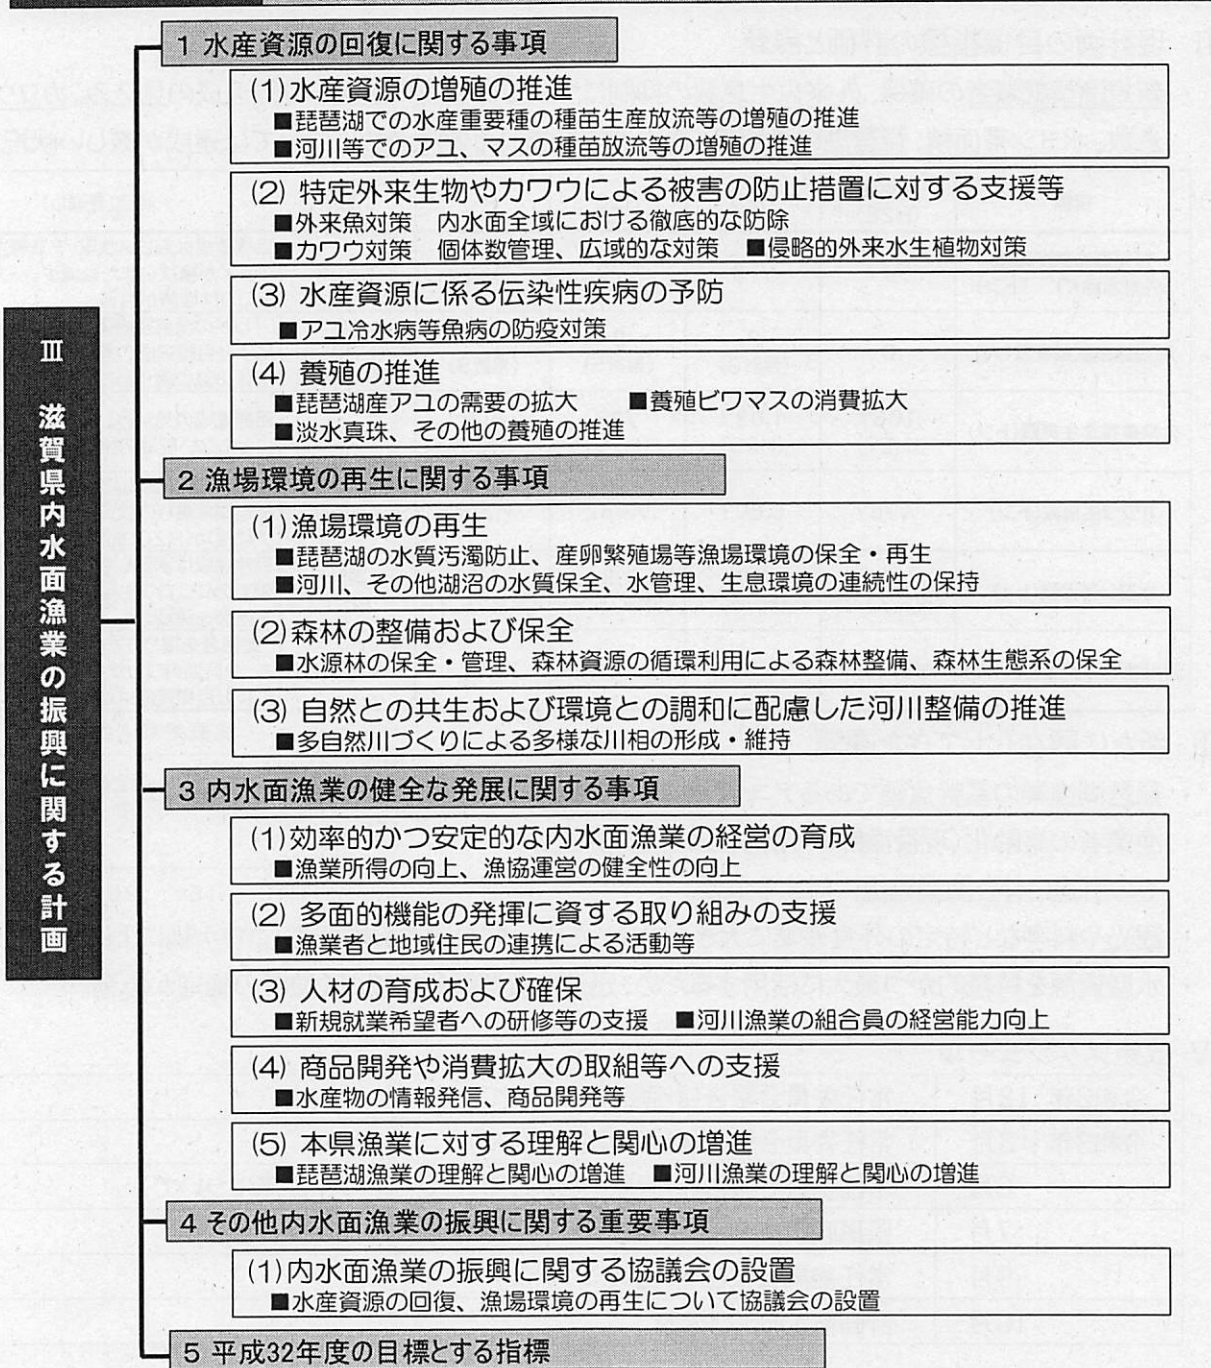 Ⅲ 滋賀県内水面漁業の振興に関する計画
1 水産資源の回復に関する事項
(1)水産資源の増殖の推進
■琵琶湖での水産重要種の種苗生産放流等の増殖の推進
■河川等でのアユ、マスの種苗放流等の増殖の推進
(2) 特定外来生物やカワウによる被害の防止措置に対する支援等
■外来魚対策 内水面全域における徹底的な防除
■カワウ対策 個体数管理、広域的な対策 ■侵略的外来水生植物対策
(3) 水産資源に係る伝染性疾病の予防
■アユ冷水病等魚病の防疫対策
(4) 養殖の推進
■琵琶湖産アユの需要の拡大 ■養殖ビワマスの消費拡大
■淡水真珠、その他の養殖の推進
2 漁場環境の再生に関する事項
(1)漁場環境の再生
■琵琶湖の水質汚濁防止、産卵繁殖場等漁場環境の保全・再生
■河川、その他湖沼の水質保全、水管理、生息環境の連続性の保持
(2)森林の整備および保全
■水源林の保全・管理、森林資源の循環利用による森林整備、森林生態系の保全
(3) 自然との共生および環境との調和に配慮した河川整備の推進
■多自然川づくりによる多様な川相の形成・維持
3 内水面漁業の健全な発展に関する事項
(1)効率的かつ安定的な内水面漁業の経営の育成
■漁業所得の向上、漁協運営の健全性の向上
(2) 多面的機能の発揮に資する取り組みの支援
■漁業者と地域住民の連携による活動等
(3) 人材の育成および確保
■新規就業希望者への研修等の支援 ■河川漁業の組合員の経営能力向上
(4) 商品開発や消費拡大の取組等への支援
■水産物の情報発信、商品開発等
(5) 本県漁業に対する理解と関心の増進
■琵琶湖漁業の理解と関心の増進 ■河川漁業の理解と関心の増進
4 その他内水面漁業の振興に関する重要事項
(1)内水面漁業の振興に関する協議会の設置
■水産資源の回復、漁場環境の再生について協議会の設置
5 平成32年度の目標とする指標